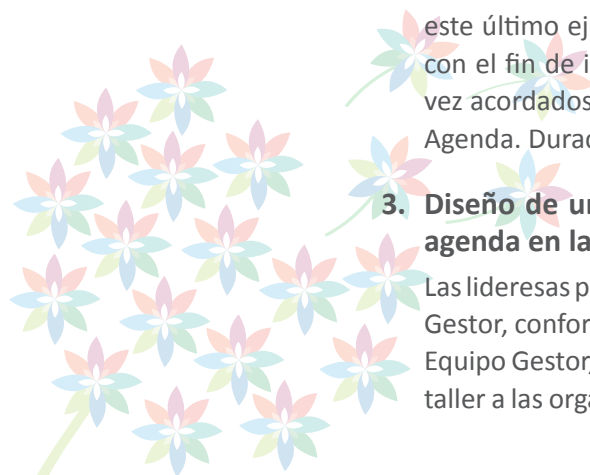 este último ej
con el fin de i
vez acordados
Agenda. Durac
3. Diseño de un
agenda en la
Las lideresas p
Gestor, confor
Equipo Gestor,
taller a las orga